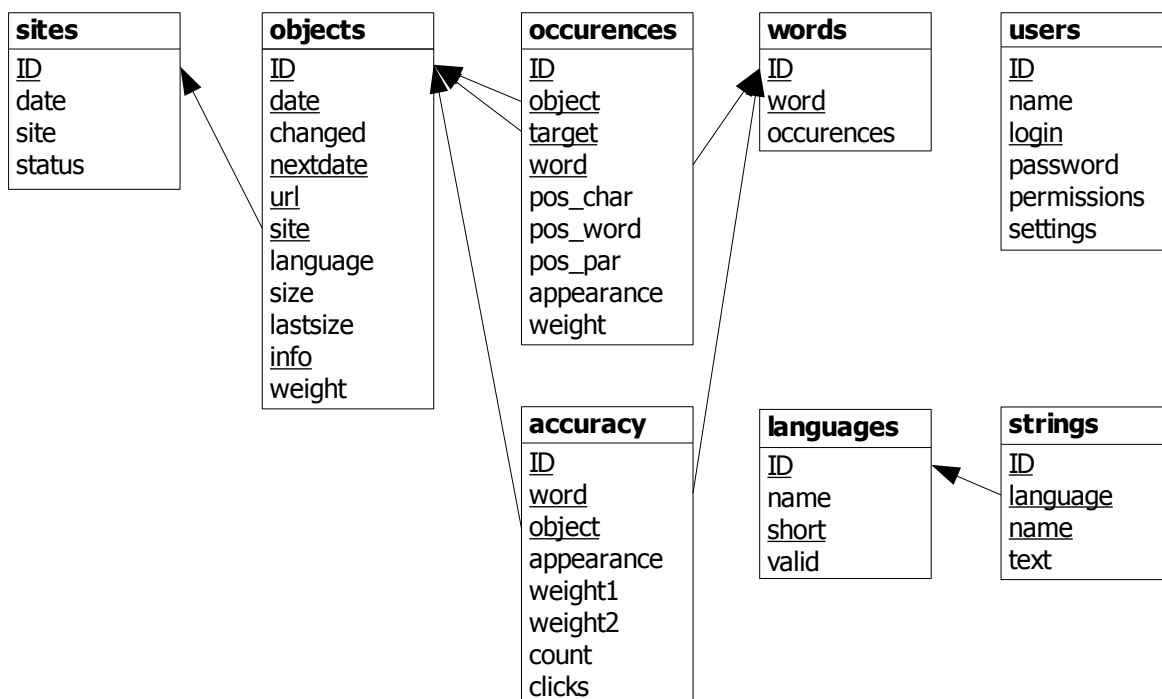 sites
ID
date
site
status
objects
ID
date
changed
nextdate
url
site
language
size
lastsize
info
weight
occurences
ID
object
target
word
pos_char
pos_word
pos_par
appearance
weight
words
ID
word
occurences
users
ID
name
login
password
permissions
settings
accuracy
ID
word
object
appearance
weight1
weight2
count
clicks
languages
ID
name
short
valid
strings
ID
language
name
text